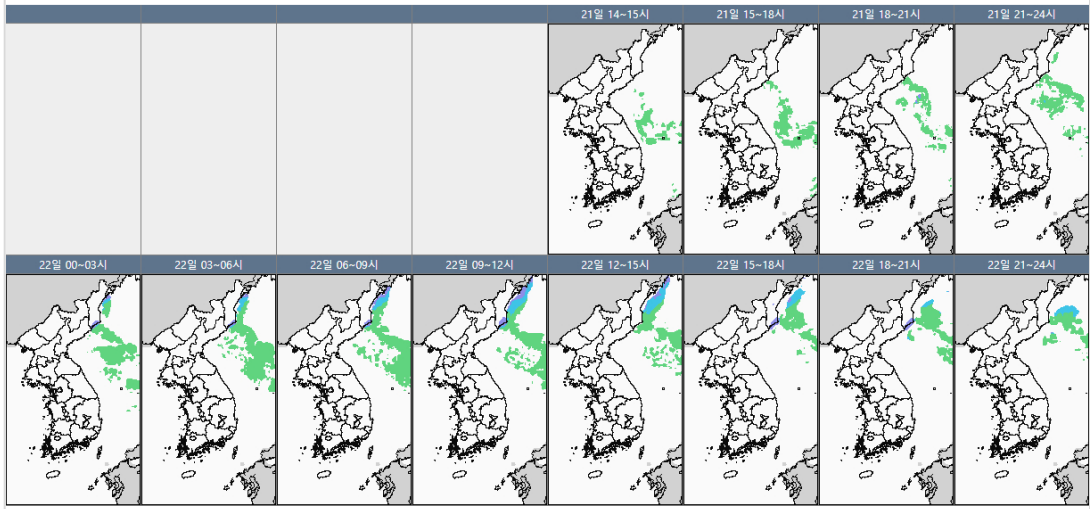 21일 14~15시
21일 15~18시
21일 18~21시
21일 21~24시
22일 00~03시
22일 03~06시
22일 06~09시
22일 09~12시
22일 12~15시
22일 15~18시
22일 18~21시
22일 21~24시